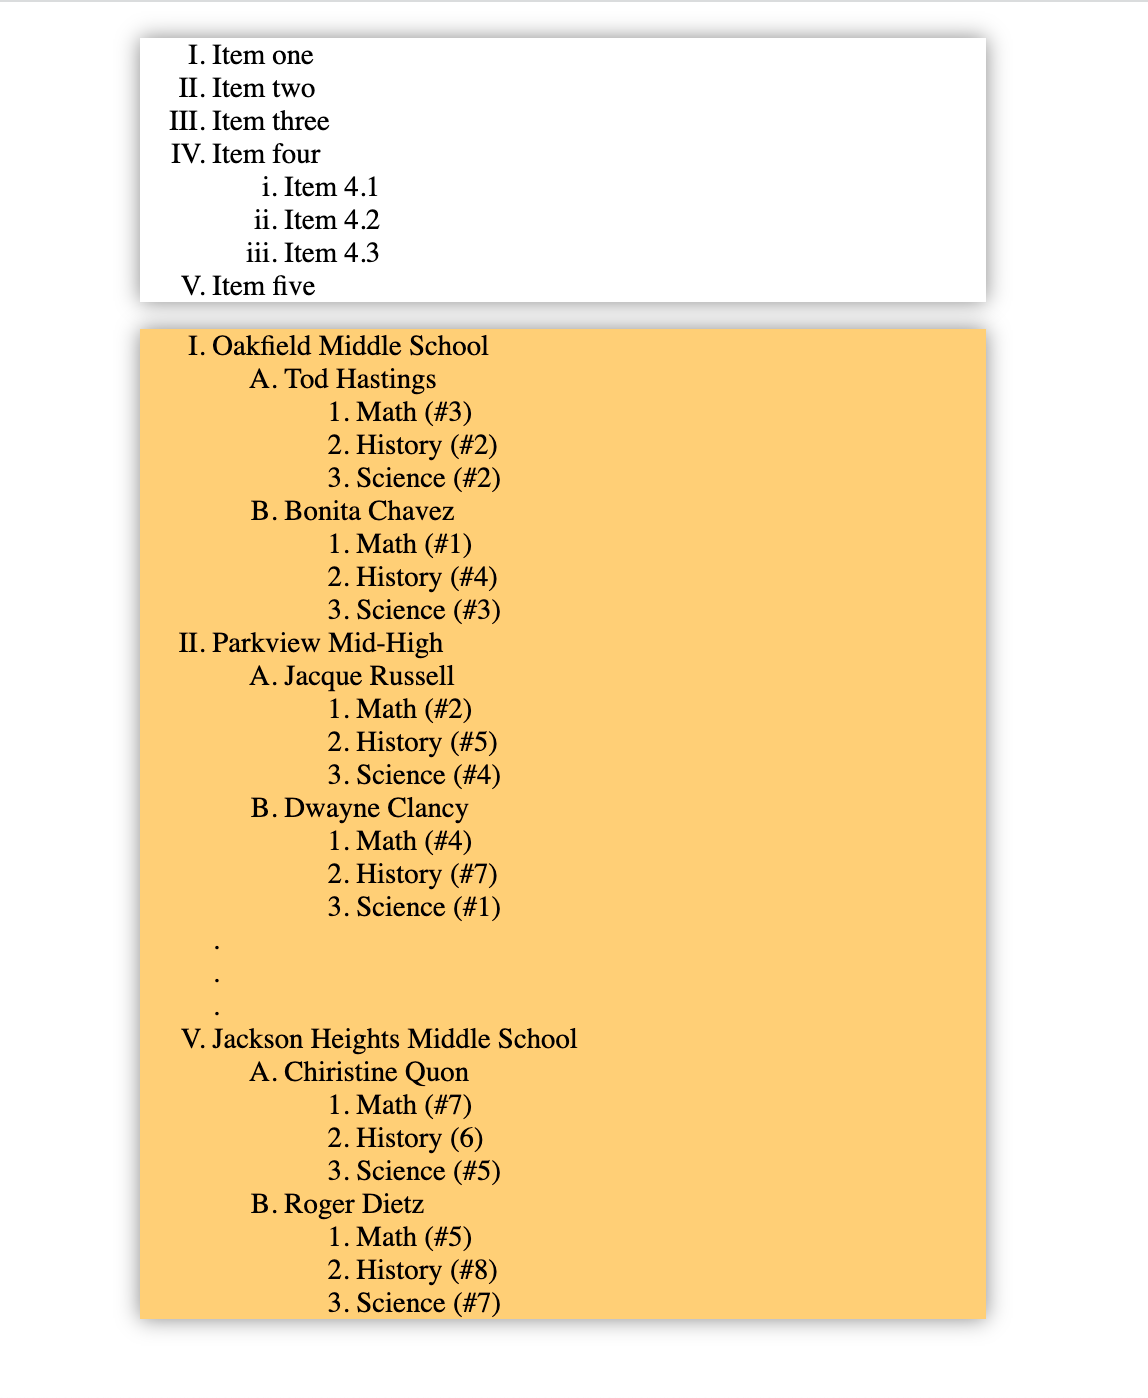 I. Item one
II. Item two
III. Item three
IV. Item four
i. Item 4.1
ii. Item 4.2
iii. Item 4.3
V. Item five
I. Oakfield Middle School
A. Tod Hastings
1. Math (#3)
2. History (#2)
3. Science (#2)
B. Bonita Chavez
1. Math (#1)
2. History (#4)
3. Science (#3)
II. Parkview Mid-High
A. Jacque Russell
1. Math (#2)
2. History (#5)
3. Science (#4)
B. Dwayne Clancy
1. Math (#4)
2. History (#7)
3. Science (#1)
.
.
.
V. Jackson Heights Middle School
A. Chiristine Quon
1. Math (#7)
2. History (6)
3. Science (#5)
B. Roger Dietz
1. Math (#5)
2. History (#8)
3. Science (#7)